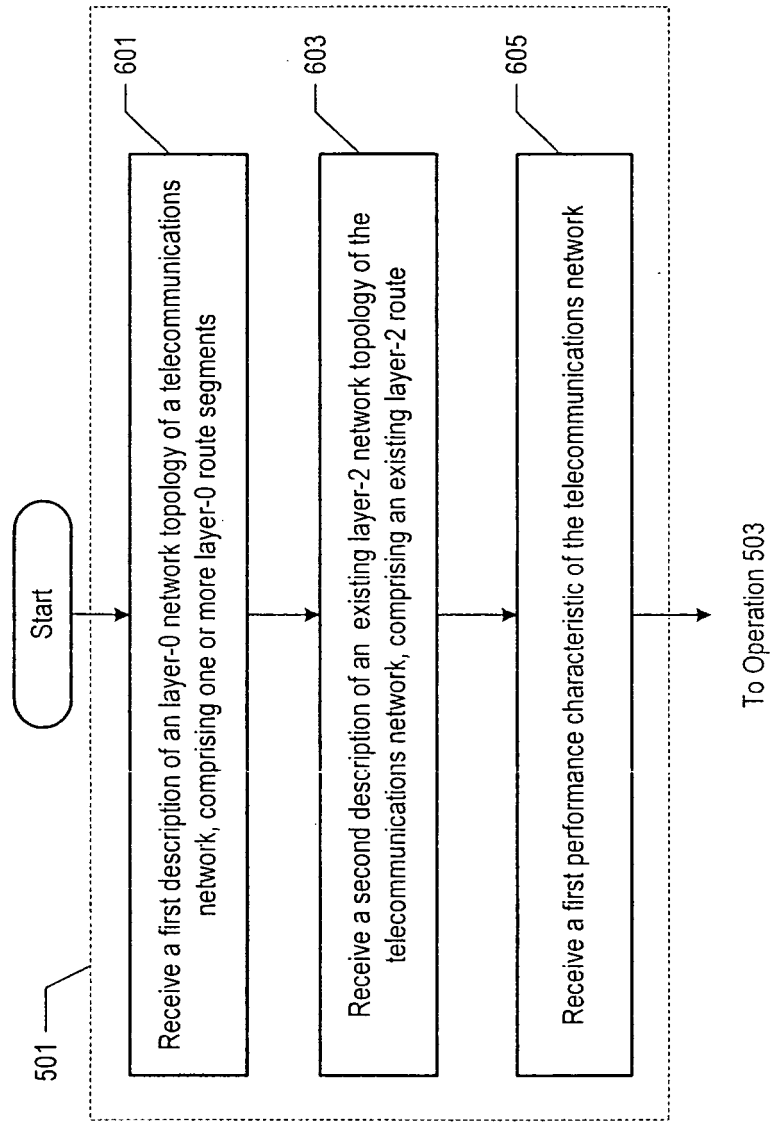 Start
501
601
Receive a first description of an layer-0 network topology of a telecommunications
network, comprising one or more layer-0 route segments
603
Receive a second description of an existing layer-2 network topology of the
telecommunications network, comprising an existing layer-2 route
605
Receive a first performance characteristic of the telecommunications network
To Operation 503